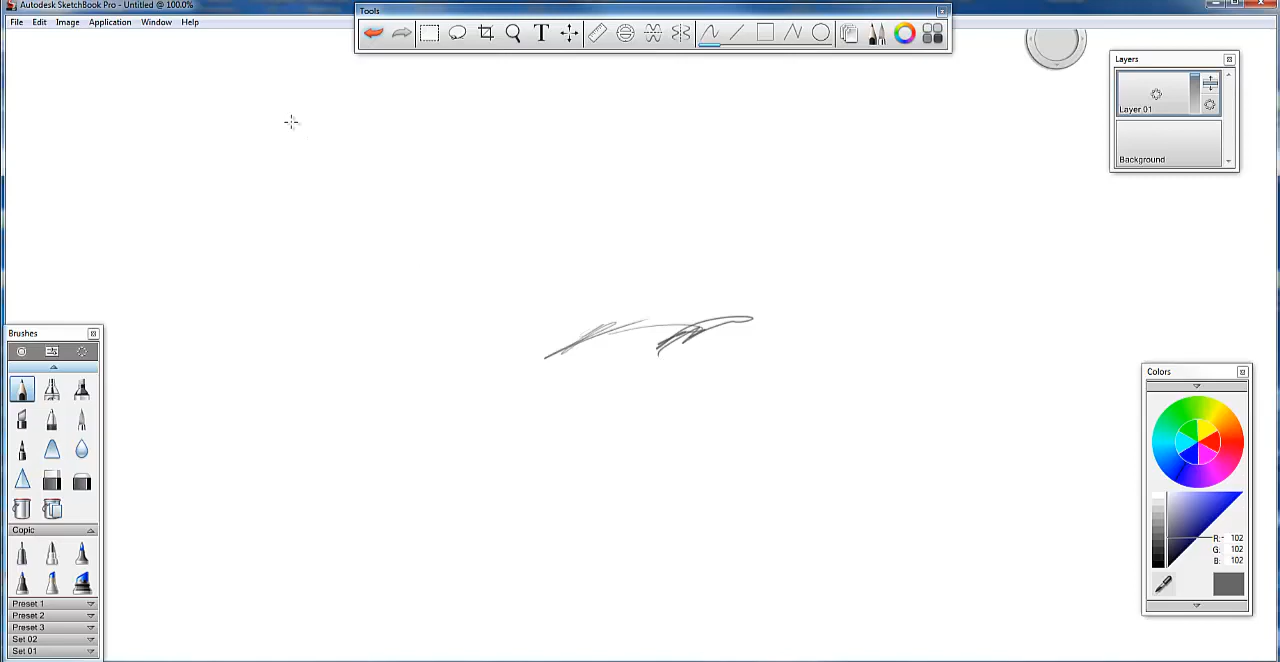 Autodesk SketchBook Pro - Untitled @ 100.0%
File Edit Image Application Window Help
Tools
Layers
Layer 01
Background
Brushes
Copic
Preset 1
Preset 2
Preset 3
Set 02
Set 01
Colors
R: 102
G: 102
B: 102